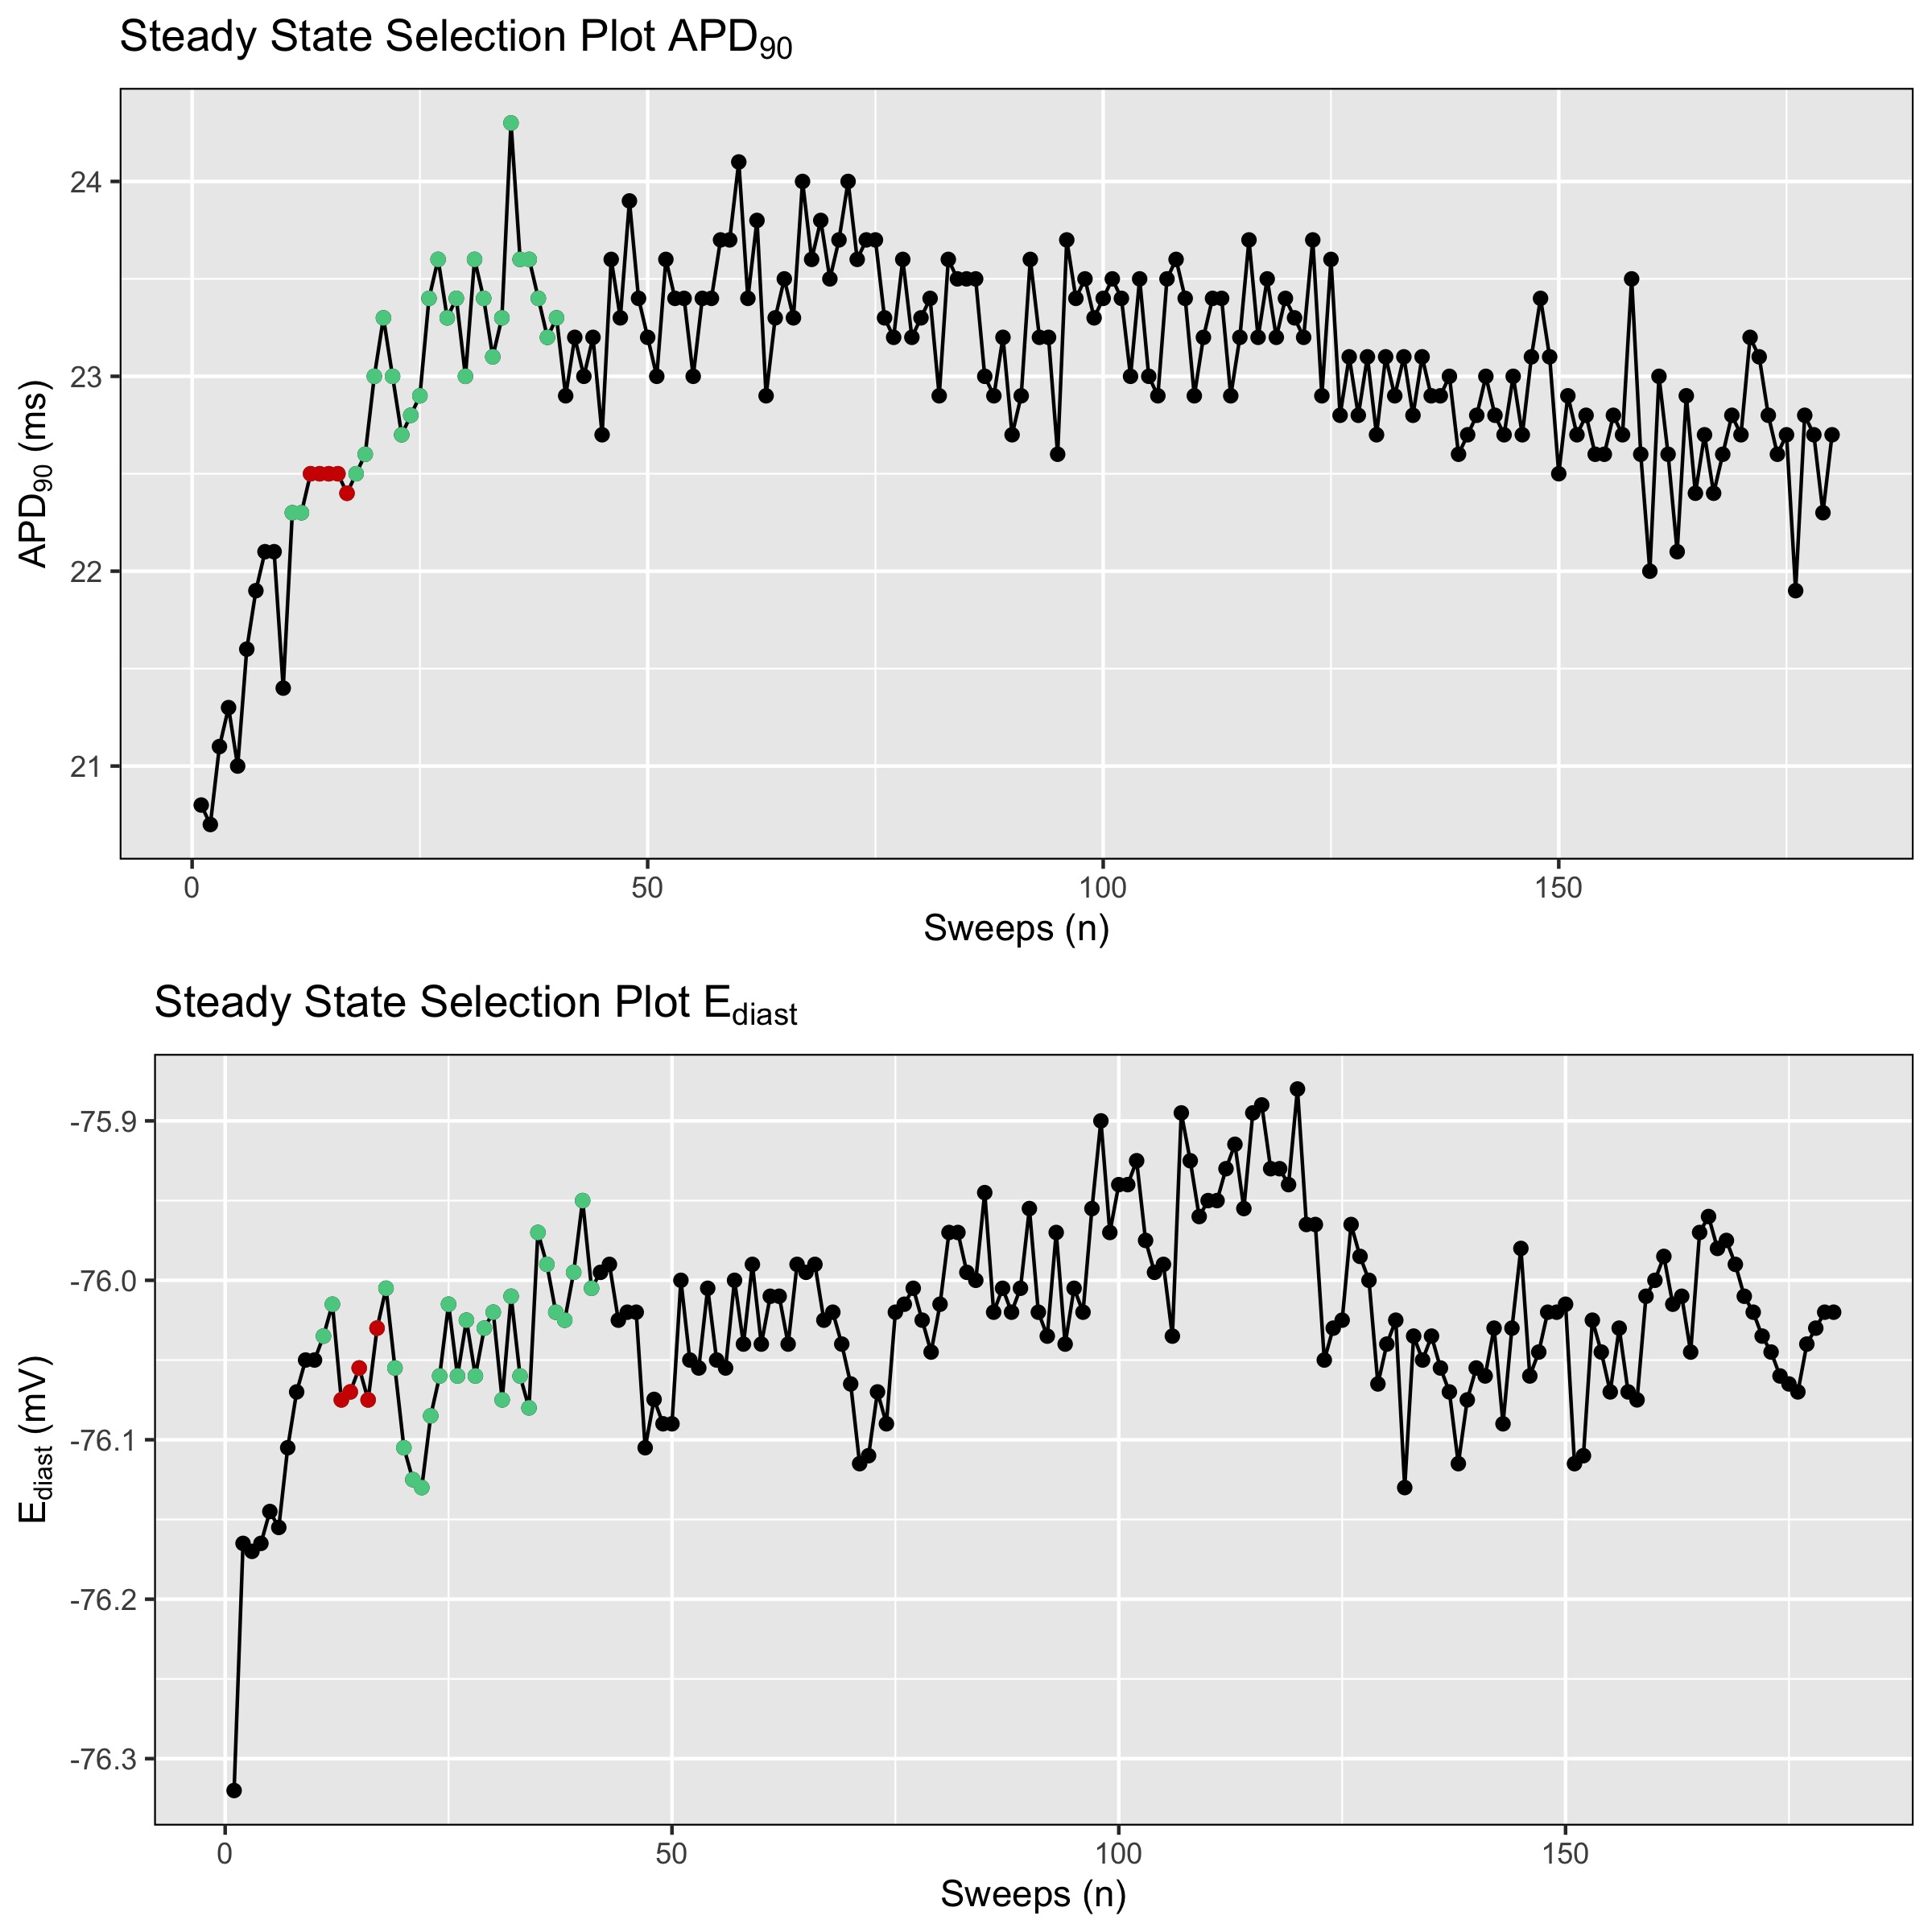 Steady State Selection Plot APD90
24
23
22
21
APD90 (ms)
0 50 100 150
Sweeps (n)
Steady State Selection Plot Ediast
-75.9
-76.0
-76.1
-76.2
-76.3
Ediast (mV)
0 50 100 150
Sweeps (n)